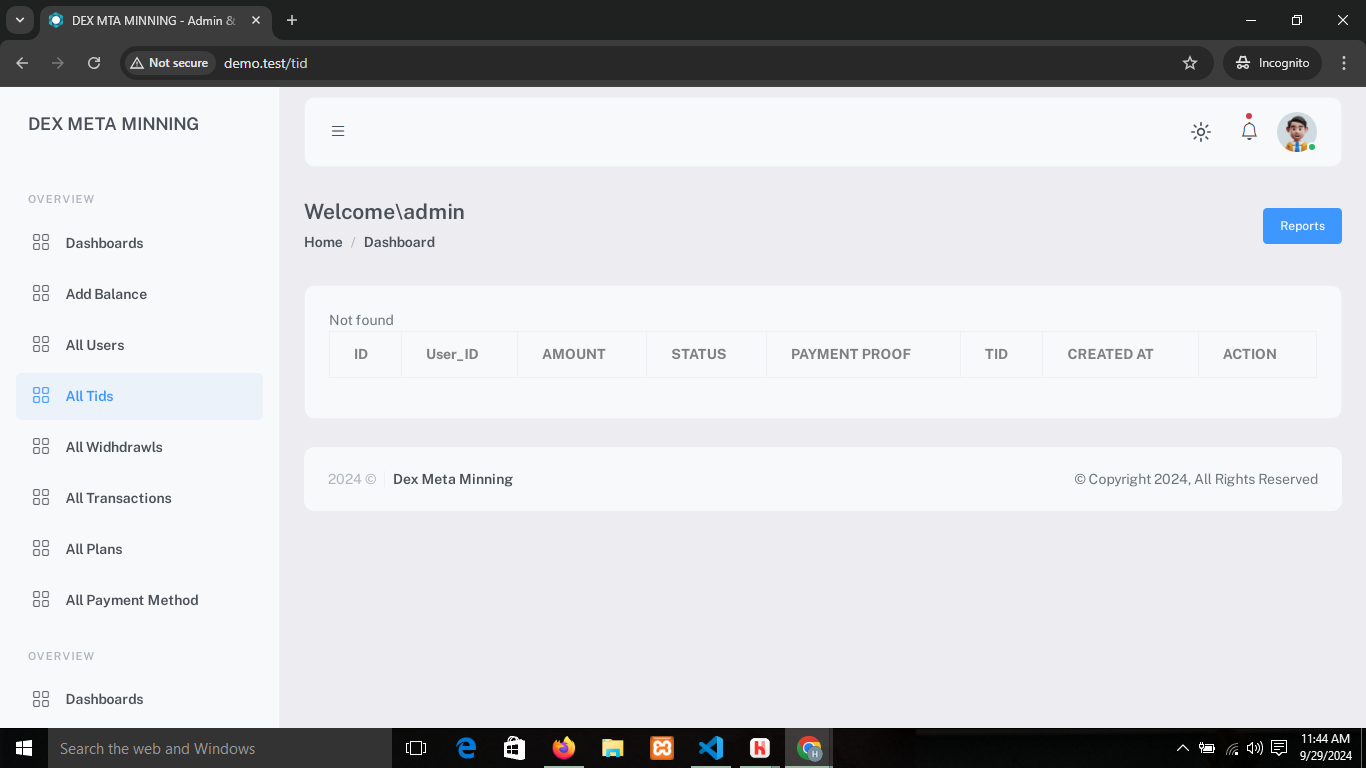 DEX MTA MINNING - Admin &
Not secure
demo.test/tid
Incognito
DEX META MINNING
OVERVIEW
Dashboards
Add Balance
All Users
All Tids
All Widhdrawls
All Transactions
All Plans
All Payment Method
OVERVIEW
Dashboards
Welcome\admin
Home / Dashboard
Reports
Not found
ID User_ID AMOUNT STATUS PAYMENT PROOF TID CREATED AT ACTION
2024 © Dex Meta Minning
© Copyright 2024, All Rights Reserved
Search the web and Windows
H
11:44 AM
9/29/2024